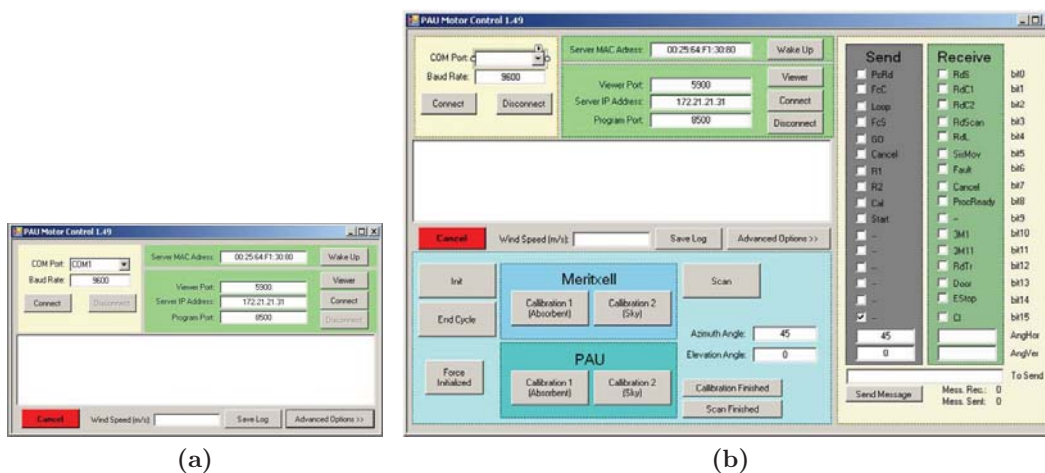 PAU Motor Control 1.49
COM Port: COM1
Baud Rate: 9600
Connect Disconnect
Server MAC Adress: 00:25:64:F1:30:80 Wake Up
Viewer Port: 5900 Viewer
Server IP Address: 172.21.21.31 Connect
Program Port: 8500 Disconnect
Cancel Wind Speed (m/s): Save Log Advanced Options >>
(a)
PAU Motor Control 1.49
COM Port:
Baud Rate: 9600
Connect Disconnect
Server MAC Adress: 00:25:64:F1:30:80 Wake Up
Viewer Port: 5900 Viewer
Server IP Address: 172.21.21.31 Connect
Program Port: 8500 Disconnect
Cancel Wind Speed (m/s): Save Log Advanced Options >>
Init
End Cycle
Force Initialized
Meritxell
Calibration 1 (Absorbent) Calibration 2 (Sky)
PAU
Calibration 1 (Absorbent) Calibration 2 (Sky)
Scan
Azimuth Angle: 45
Elevation Angle: 0
Callibration Finished
Scan Finished
Send Receive
PcRd RdS bit0
FcC RdC1 bit1
Loop RdC2 bit2
FcS RdScan bit3
GO RdL bit4
Cancel SisMov bit5
R1 Fault bit6
R2 Cancel bit7
Cal ProcReady bit8
Start -- bit9
-- 3M1 bit10
-- 3M11 bit11
-- RdTr bit12
-- Door bit13
-- EStop bit14
-- CI bit15
45 AngHor
0 AngVer
To Send
Send Message Mess. Rec.: 0
Mess. Sent: 0
(b)